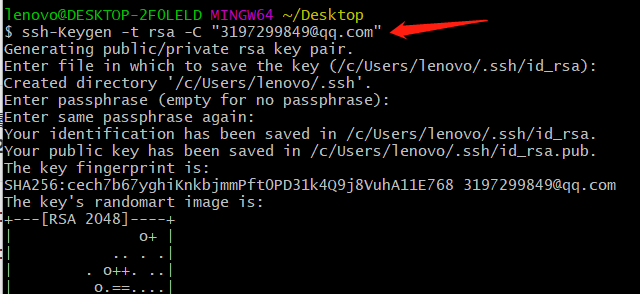 lenovo@DESKTOP-2FOLELD MINGW64 ~/Desktop
$ ssh-Keygen -t rsa -C "3197299849@qq.com"
Generating public/private rsa key pair.
Enter file in which to save the key (/c/Users/lenovo/.ssh/id_rsa):
Created directory '/c/Users/lenovo/.ssh'.
Enter passphrase (empty for no passphrase):
Enter same passphrase again:
Your identification has been saved in /c/Users/lenovo/.ssh/id_rsa.
Your public key has been saved in /c/Users/lenovo/.ssh/id_rsa.pub.
The key fingerprint is:
SHA256:cech7b67yghiKnkbjmmPftOPD31k4Q9j8VuhA11E768 3197299849@qq.com
The key's randomart image is:
+---[RSA 2048]----+
|             o+ |
|          .. . .|
|       . o++. ..|
|        o.==....|